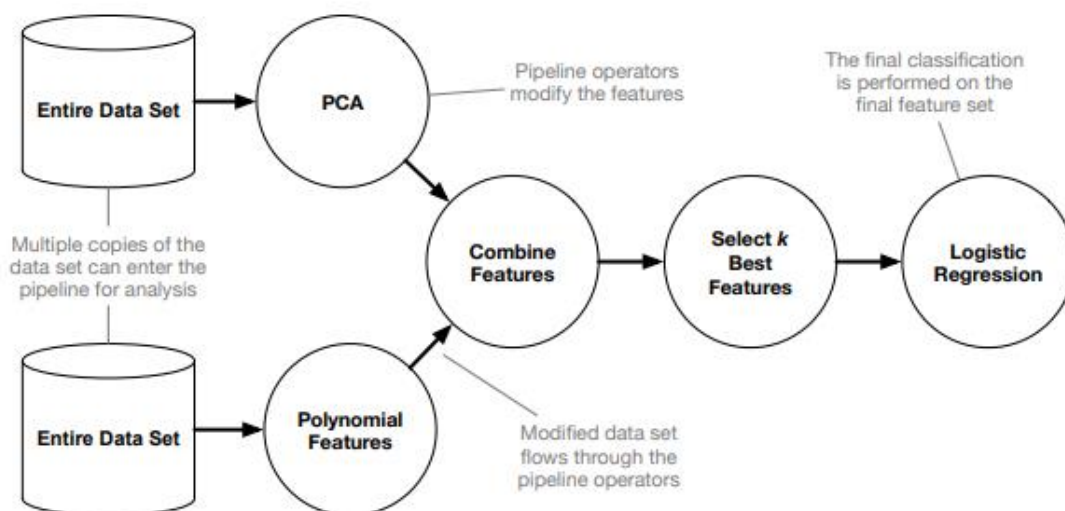 Entire Data Set
PCA
Pipeline operators
modify the features
The final classification
is performed on the
final feature set
Multiple copies of the
data set can enter the
pipeline for analysis
Combine
Features
Select k
Best
Features
Logistic
Regression
Entire Data Set
Polynomial
Features
Modified data set
flows through the
pipeline operators